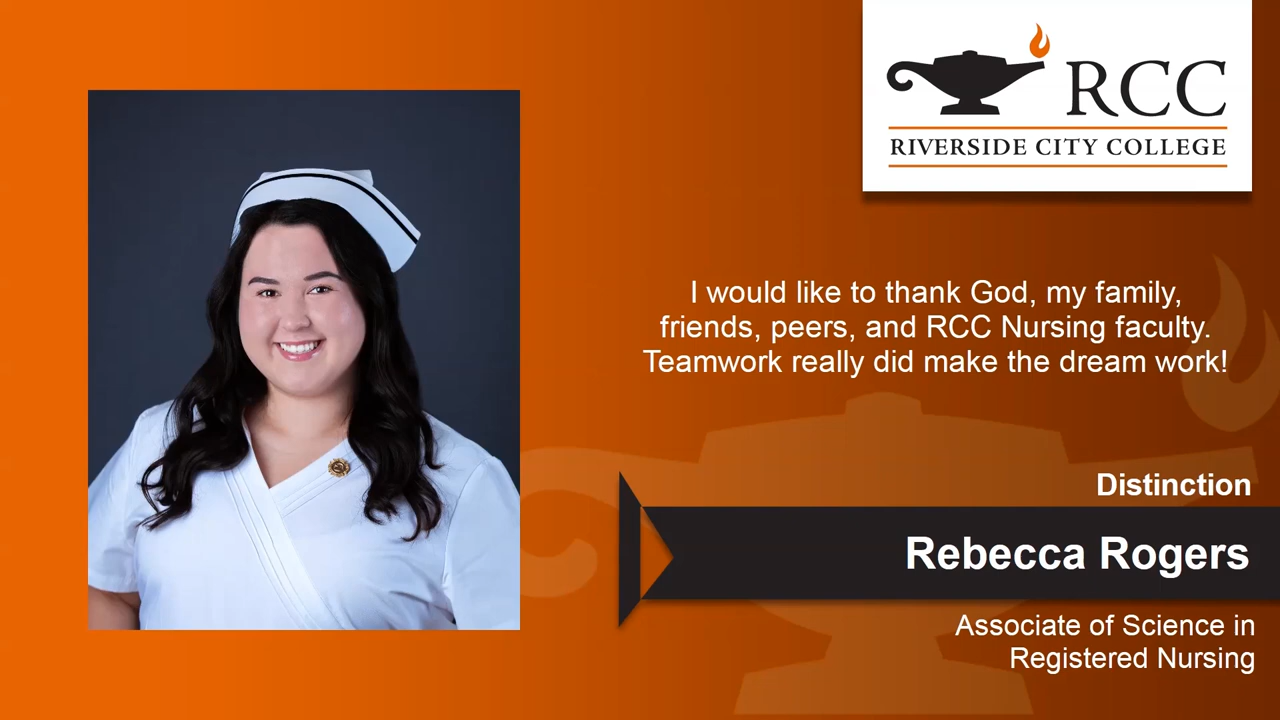 RCC
RIVERSIDE CITY COLLEGE
I would like to thank God, my family,
friends, peers, and RCC Nursing faculty.
Teamwork really did make the dream work!
Distinction
Rebecca Rogers
Associate of Science in
Registered Nursing